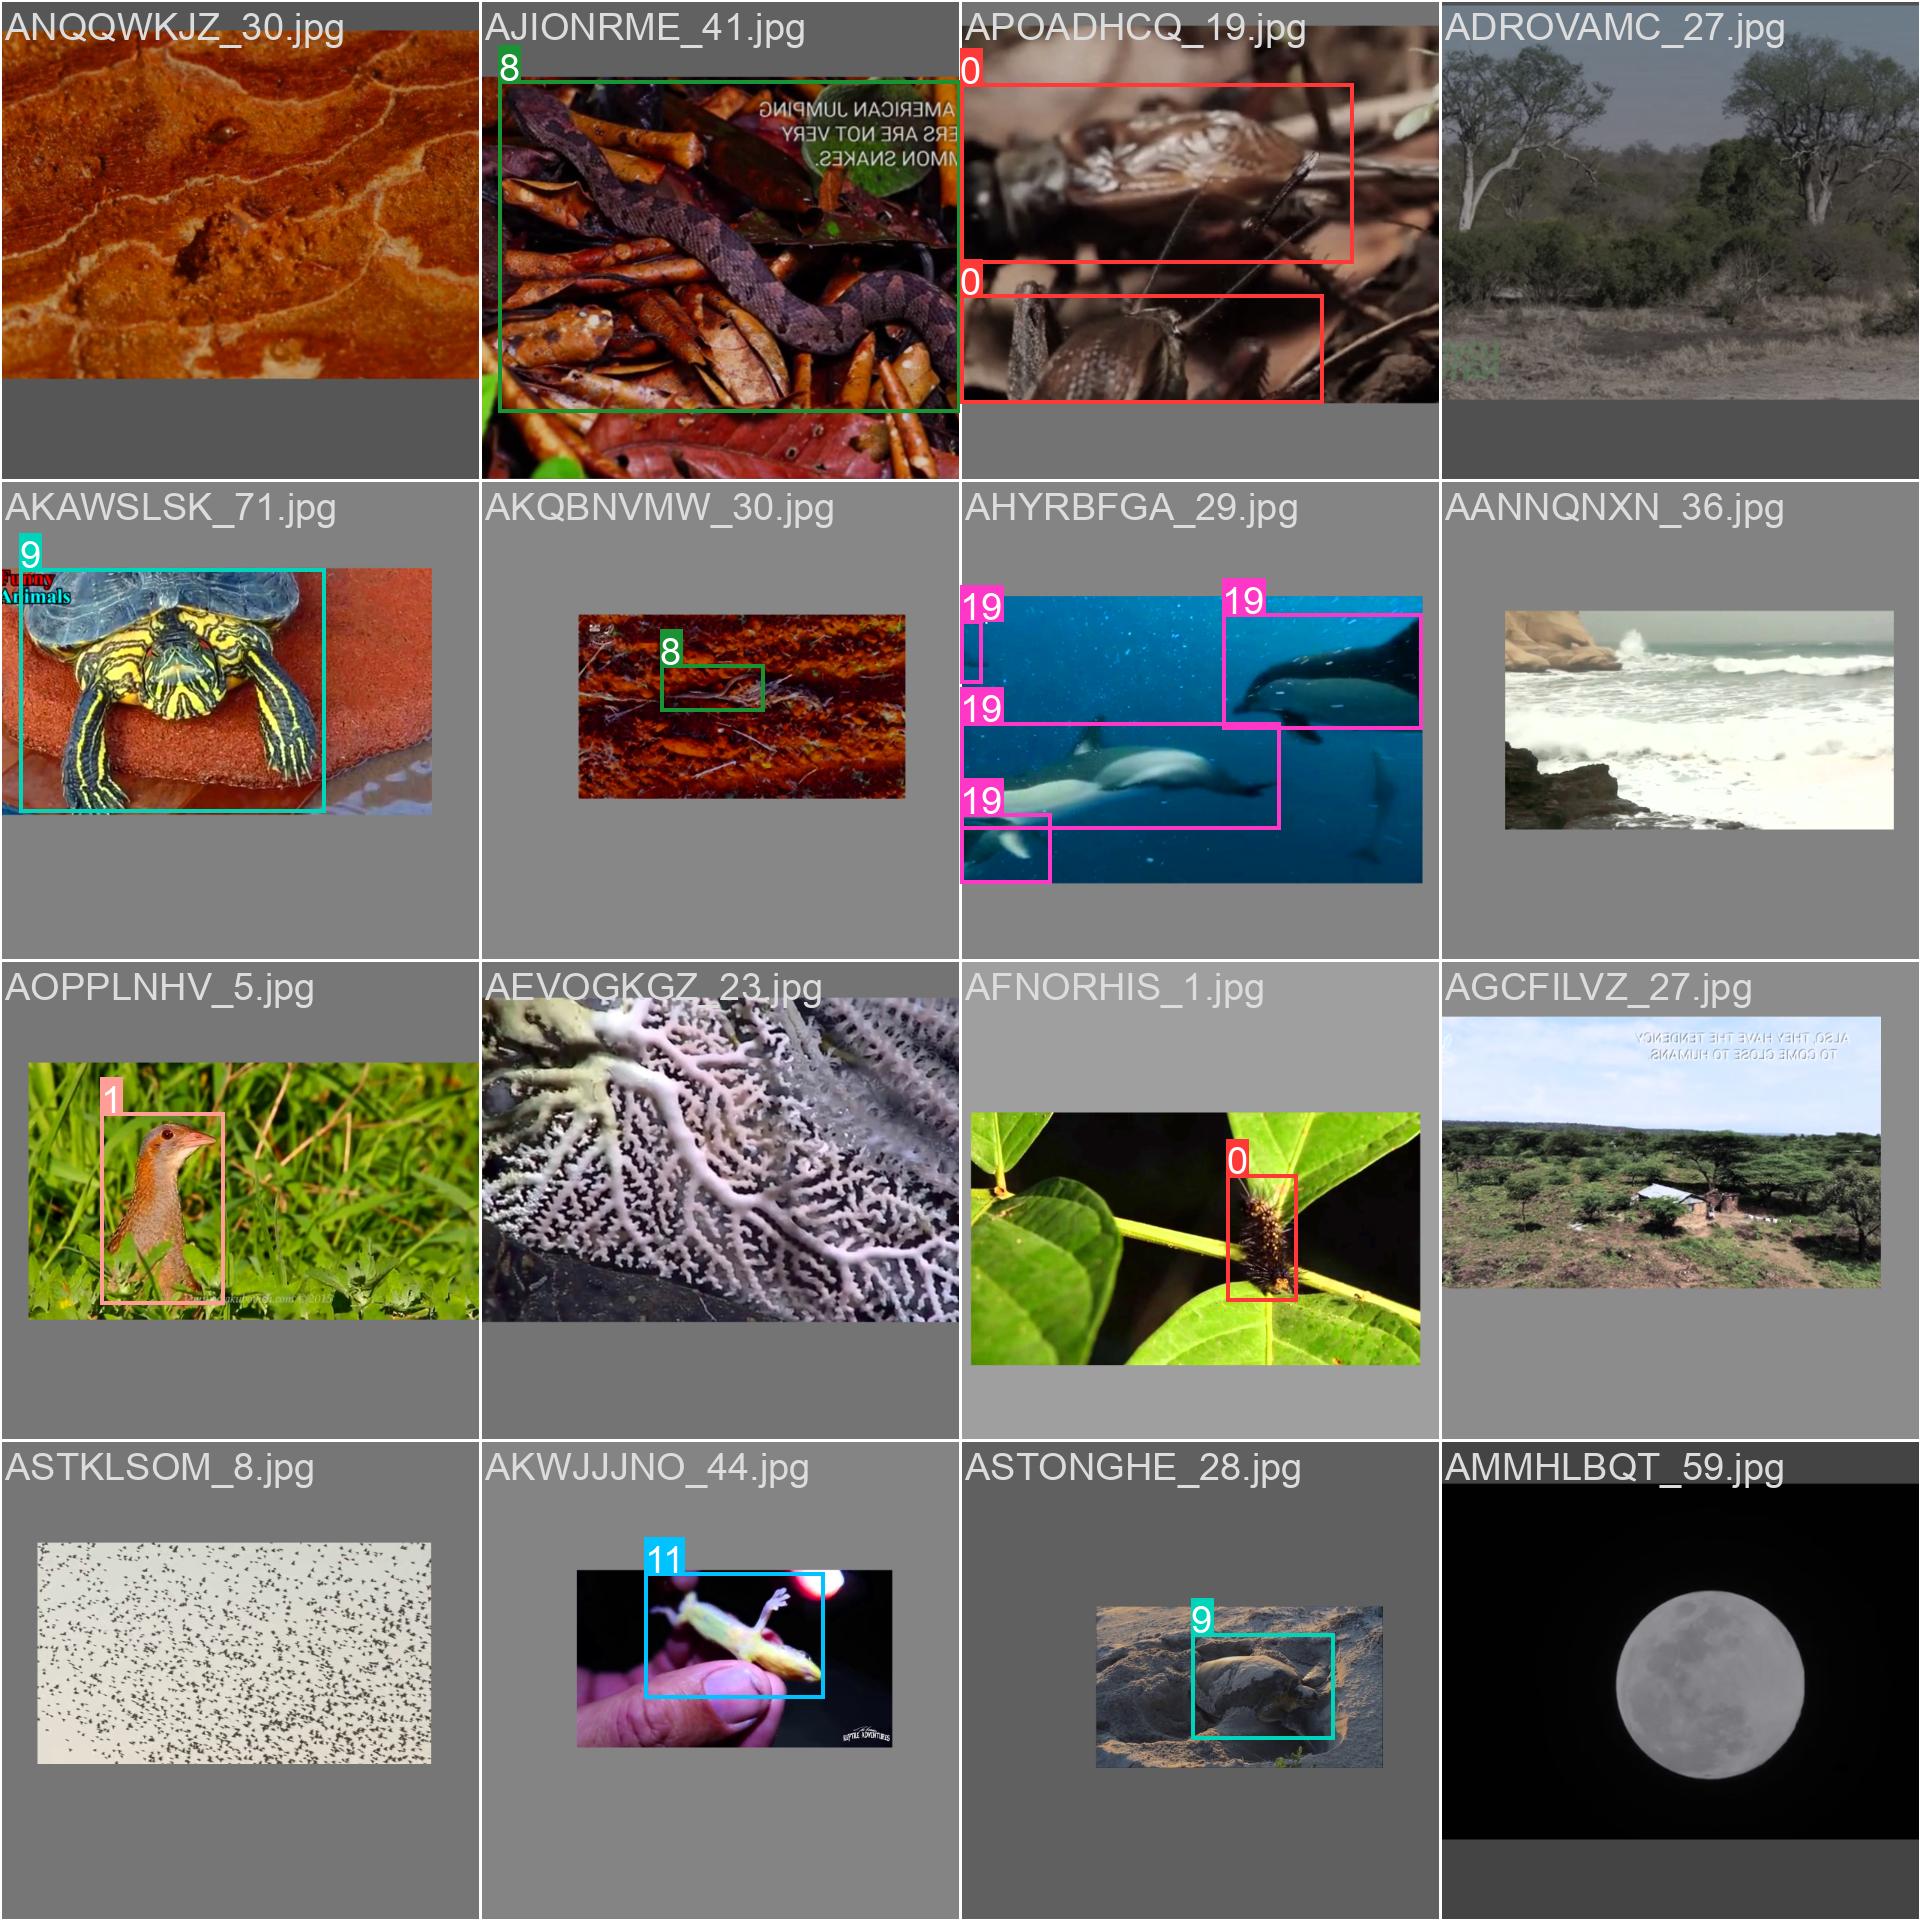 ANQQWKJZ_30.jpg
AJIONRME_41.jpg
APOADHCQ_19.jpg
ADROVAMC_27.jpg
8
AMERICAN JUMPING
ERS ARE NOT VERY
MMON SNAKES.
0
0
AKAWSLSK_71.jpg
AKQBNVMW_30.jpg
AHYRBFGA_29.jpg
AANNQNXN_36.jpg
9
Funny
Animals
8
19
19
19
19
AOPPLNHV_5.jpg
AEVOGKGZ_23.jpg
AFNORHIS_1.jpg
AGCFILVZ_27.jpg
1
0
ALSO, THEY HAVE THE TENDENCY
TO COME CLOSE TO HUMANS.
ASTKLSOM_8.jpg
AKWJJJNO_44.jpg
ASTONGHE_28.jpg
AMMHLBQT_59.jpg
11
REPTILE ADVENTURES
9